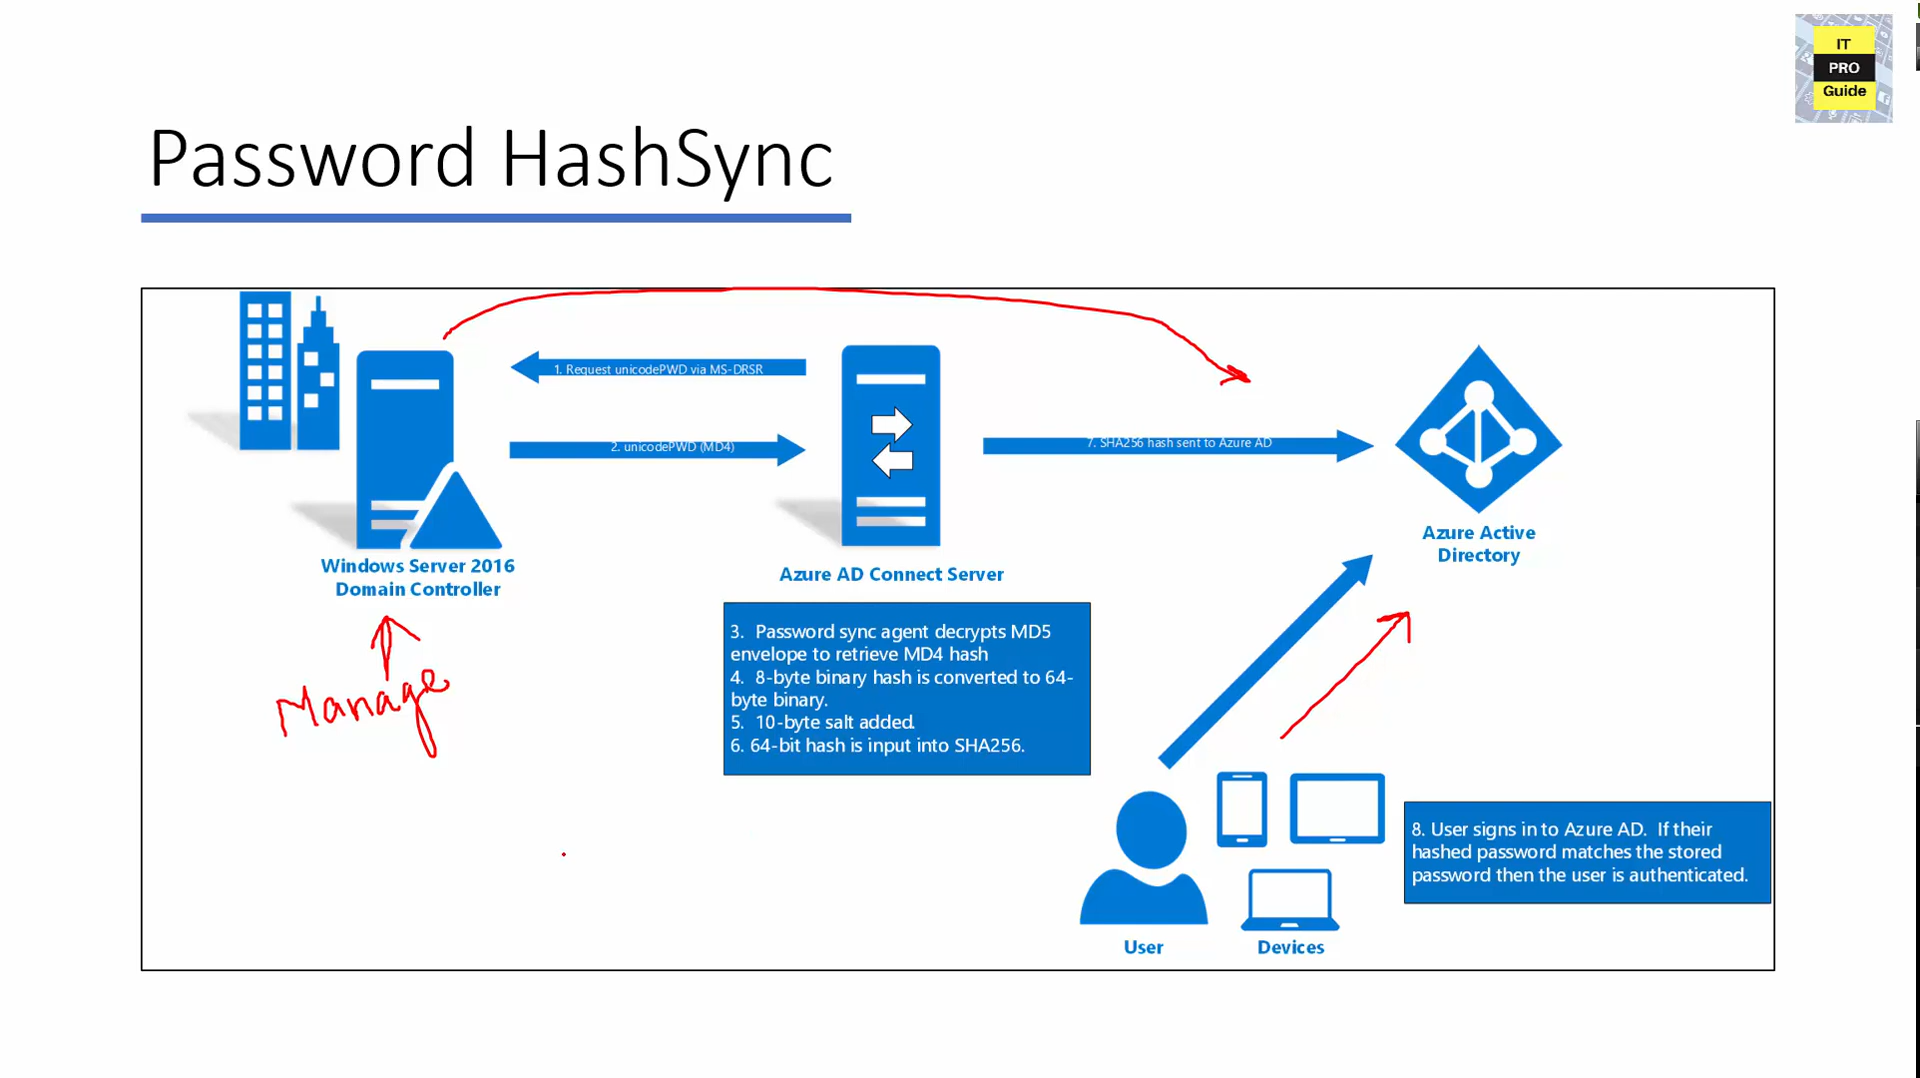 IT
PRO
Guide
Password HashSync
1. Request unicodePWD via MS-DRSR
2. unicodePWD (MD4)
7. SHA256 hash sent to Azure AD
Windows Server 2016
Domain Controller
Azure AD Connect Server
Azure Active
Directory
Manage
3. Password sync agent decrypts MD5
envelope to retrieve MD4 hash
4. 8-byte binary hash is converted to 64-
byte binary.
5. 10-byte salt added.
6. 64-bit hash is input into SHA256.
8. User signs in to Azure AD. If their
hashed password matches the stored
password then the user is authenticated.
User
Devices